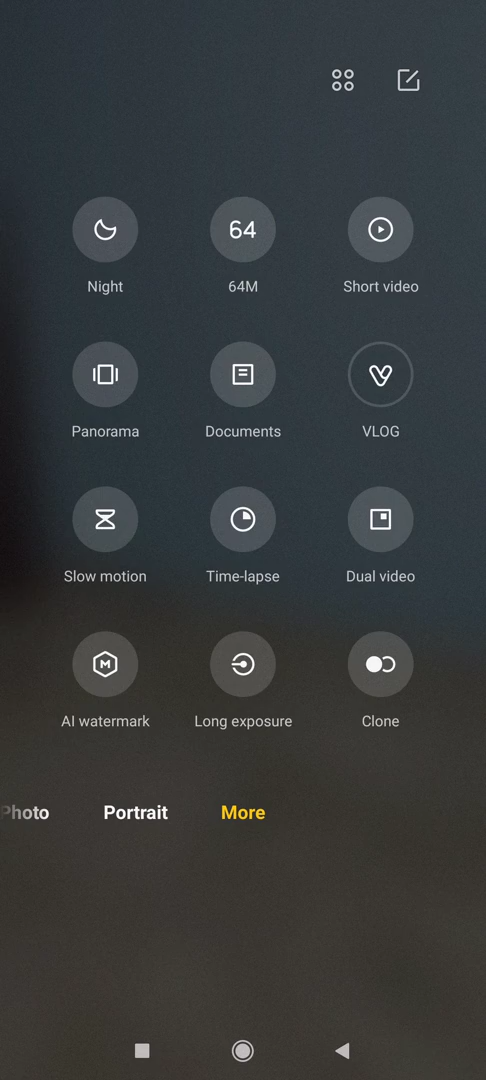 Night
64
64M
Short video
Panorama
Documents
VLOG
Slow motion
Time-lapse
Dual video
M
AI watermark
Long exposure
Clone
Photo Portrait More